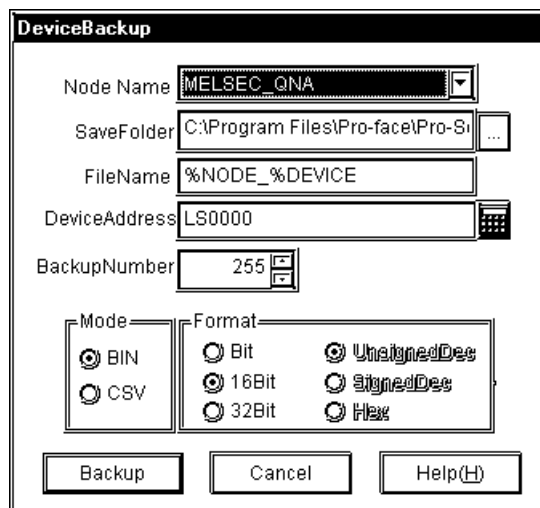 DeviceBackup
Node Name MELSEC_QNA
SaveFolder C:\Program Files\Pro-face\Pro-S ...
FileName %NODE_%DEVICE
DeviceAddress LS0000
BackupNumber 255
Mode Format
BIN Bit UnsignedDec
CSV 16Bit SignedDec
32Bit Hex
Backup Cancel Help(H)